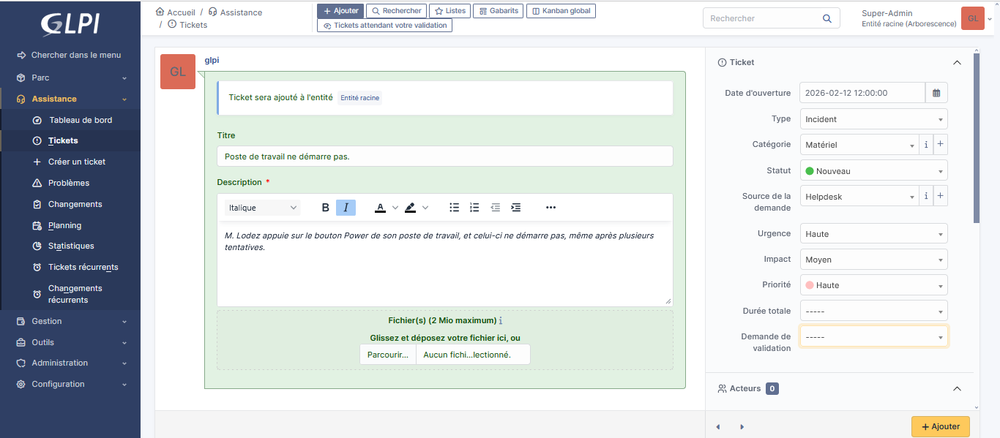 GLPI
Chercher dans le menu
Parc
Assistance
Tableau de bord
Tickets
Créer un ticket
Problèmes
Changements
Planning
Statistiques
Tickets récurrents
Changements
récurrents
Gestion
Outils
Administration
Configuration
Accueil / Assistance
/ Tickets
+ Ajouter
Rechercher
Listes
Gabarits
Kanban global
Tickets attendant votre validation
Rechercher
Super-Admin
Entité racine (Arborescence)
GL
GL
glpi
Ticket sera ajouté à l'entité Entité racine
Titre
Poste de travail ne démarre pas.
Description *
Italique B I A
M. Lodez appuie sur le bouton Power de son poste de travail, et celui-ci ne démarre pas, même après plusieurs
tentatives.
Fichier(s) (2 Mio maximum) i
Glissez et déposez votre fichier ici, ou
Parcourir... Aucun fichi...lectionné.
Ticket
Date d'ouverture 2026-02-12 12:00:00
Type Incident
Catégorie Matériel i +
Statut Nouveau
Source de la
demande
Helpdesk i +
Urgence Haute
Impact Moyen
Priorité Haute
Durée totale -----
Demande de
validation
-----
Acteurs 0
+ Ajouter